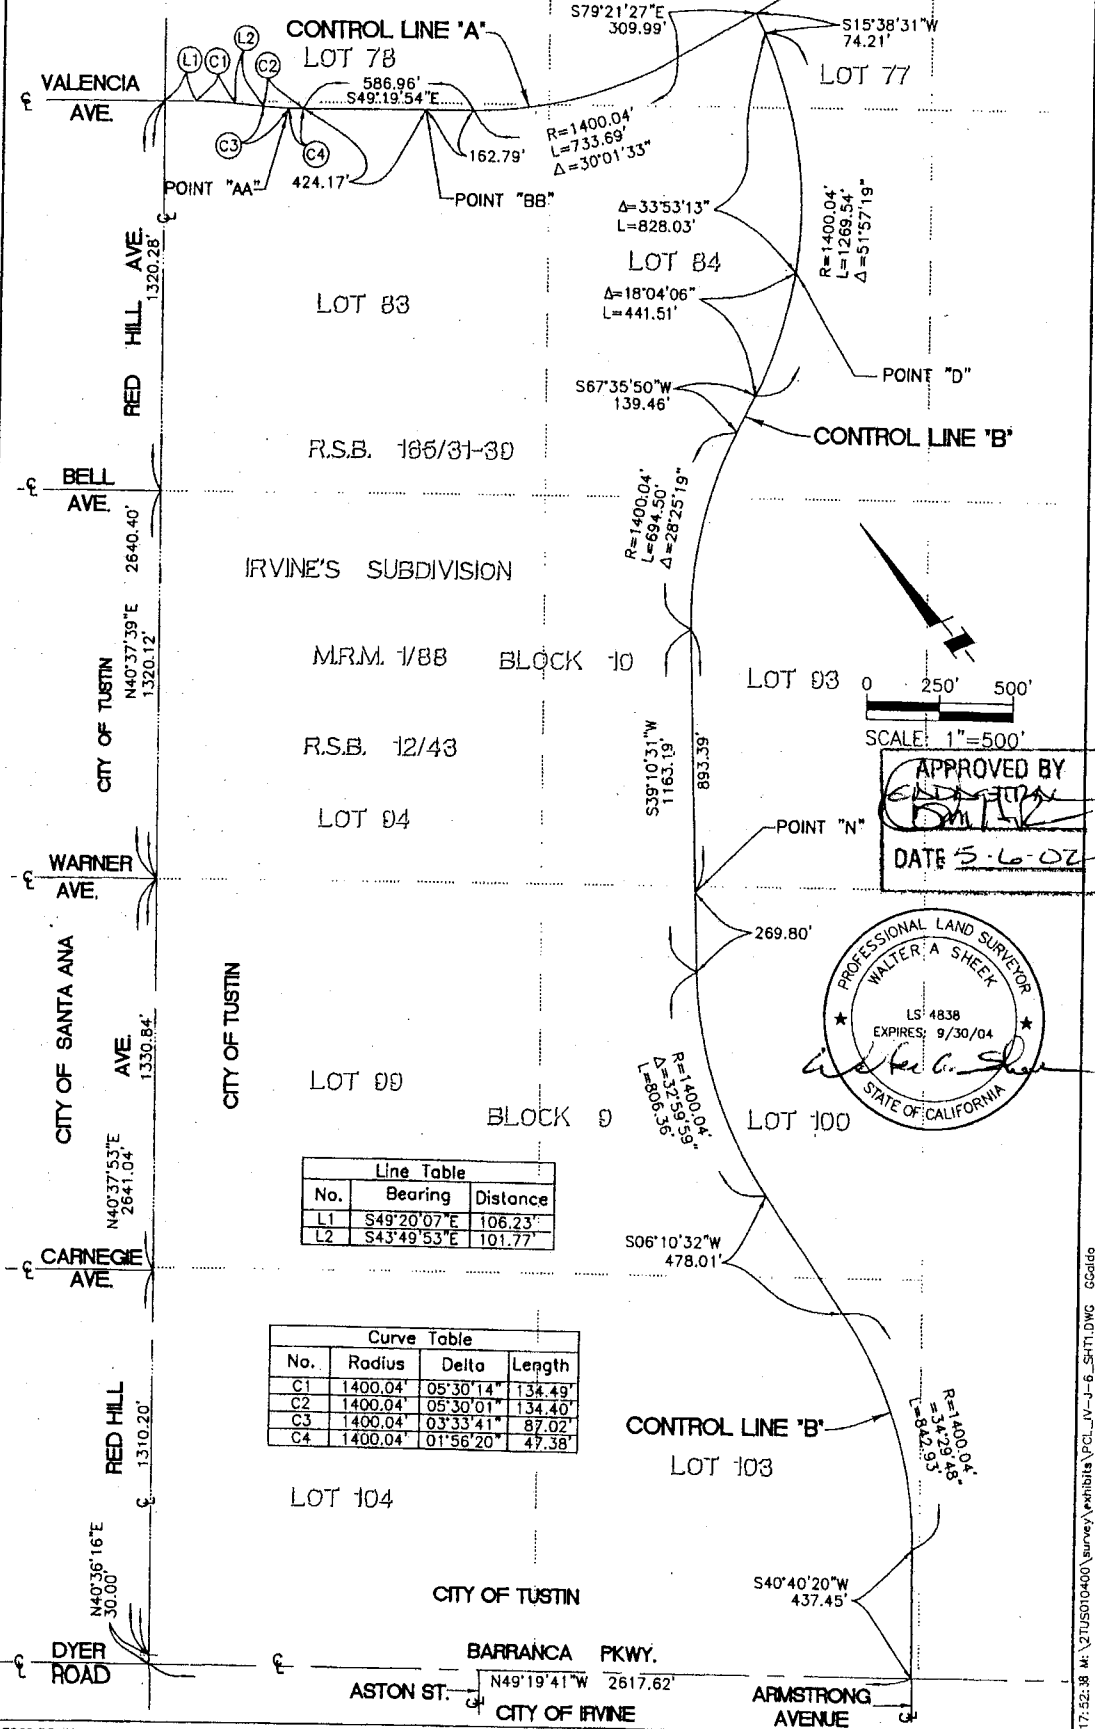 S79°21'27"E
309.99'
S15°38'31"W
74.21'
CONTROL LINE "A"
LOT 78
LOT 77
L1
C1
L2
C2
VALENCIA
AVE.
586.96'
S49°19'54"E
C3
C4
R=1400.04'
L=733.69'
Δ=30°01'33"
162.79'
POINT "AA"
424.17'
POINT "BB"
Δ=33°53'13"
L=828.03'
R=1400.04'
L=1269.54'
Δ=51°57'19"
LOT 84
RED HILL AVE.
1320.28'
LOT 83
Δ=18°04'06"
L=441.51'
POINT "D"
S67°35'50"W
139.46'
CONTROL LINE "B"
R.S.B. 165/31-39
BELL
AVE.
R=1400.04'
L=694.50'
Δ=28°25'19"
2640.40'
N40°37'39"E
1320.12'
IRVINE'S SUBDIVISION
M.R.M. 1/88
BLOCK 10
LOT 93
0 250' 500'
SCALE: 1"=500'
CITY OF TUSTIN
R.S.B. 12/43
S39°10'31"W
1163.19'
893.39'
APPROVED BY
LOT 94
POINT "N"
DATE 5-6-02
WARNER
AVE.
269.80'
PROFESSIONAL LAND SURVEYOR
WALTER A SHEEK
LS 4838
EXPIRES: 9/30/04
STATE OF CALIFORNIA
CITY OF SANTA ANA
AVE.
1330.84'
CITY OF TUSTIN
LOT 99
BLOCK 9
R=1400.04'
Δ=32°59'59"
L=806.36'
LOT 100
N40°37'53"E
2641.04'
Line Table
No. Bearing Distance
L1 S49°20'07"E 106.23'
L2 S43°49'53"E 101.77'
S06°10'32"W
478.01'
CARNEGIE
AVE.
Curve Table
No. Radius Delta Length
C1 1400.04' 05°30'14" 134.49'
C2 1400.04' 05°30'01" 134.40'
C3 1400.04' 03°33'41" 87.02'
C4 1400.04' 01°56'20" 47.38'
RED HILL
1310.20'
CONTROL LINE "B"
R=1400.04'
=34°29'48"
L=842.93'
LOT 103
LOT 104
N40°36'16"E
30.00'
S40°40'20"W
437.45'
CITY OF TUSTIN
DYER
ROAD
BARRANCA PKWY.
N49°19'41"W 2617.62'
ASTON ST.
CITY OF IRVINE
ARMSTRONG
AVENUE
17:52:38 M:\2TUS010400\survey\exhibits\PCL_IV-J-6_SHT1.DWG GGaldo